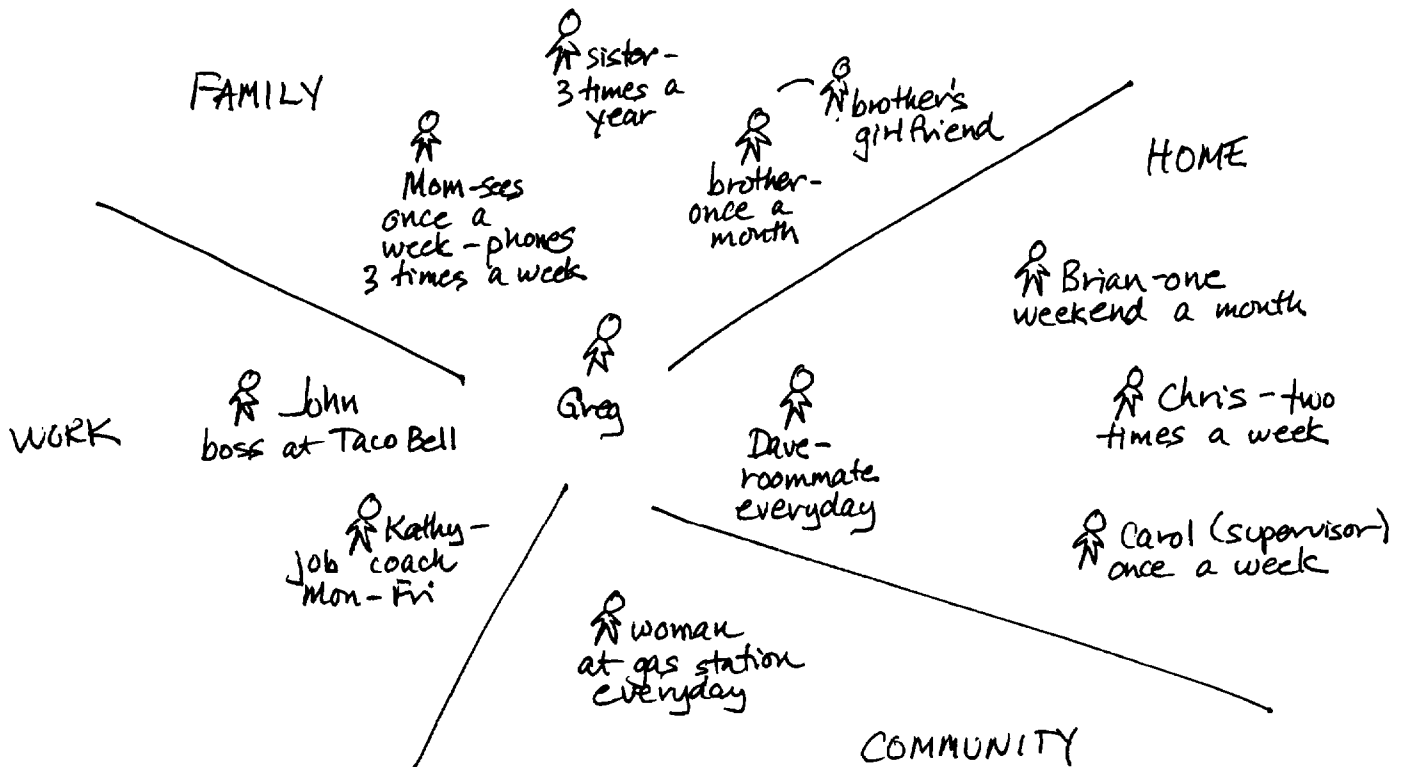 FAMILY
sister-
3 times a
year
brother's
girlfriend
Mom-sees
once a
week-phones
3 times a week
brother-
once a
month
HOME
Brian-one
weekend a month
Chris-two
times a week
Carol (supervisor)
once a week
Dave-
roommate
everyday
Greg
WORK
John
boss at Taco Bell
Kathy-
job coach
Mon-Fri
woman
at gas station
everyday
COMMUNITY